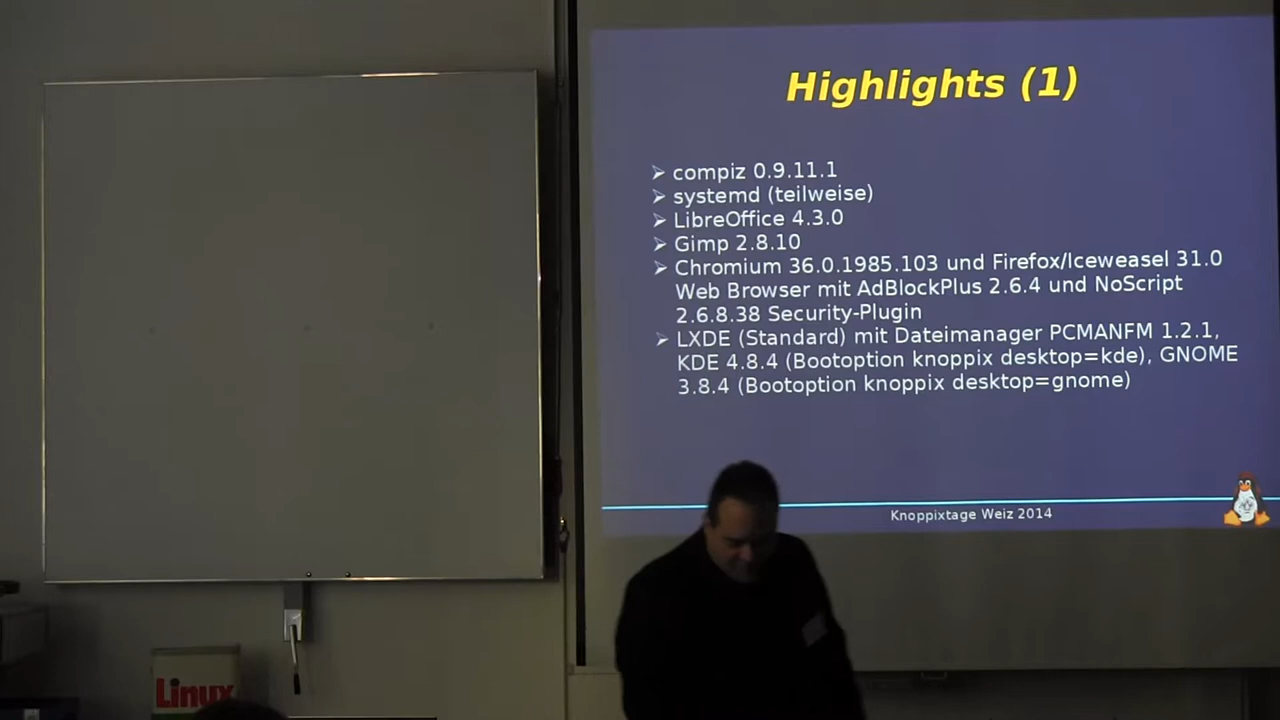 Highlights (1)
compiz 0.9.11.1
systemd (teilweise)
LibreOffice 4.3.0
Gimp 2.8.10
Chromium 36.0.1985.103 und Firefox/Iceweasel 31.0
Web Browser mit AdBlockPlus 2.6.4 und NoScript
2.6.8.38 Security-Plugin
LXDE (Standard) mit Dateimanager PCMANFM 1.2.1,
KDE 4.8.4 (Bootoption knoppix desktop=kde), GNOME
3.8.4 (Bootoption knoppix desktop=gnome)
Knoppixtage Weiz 2014
Linux